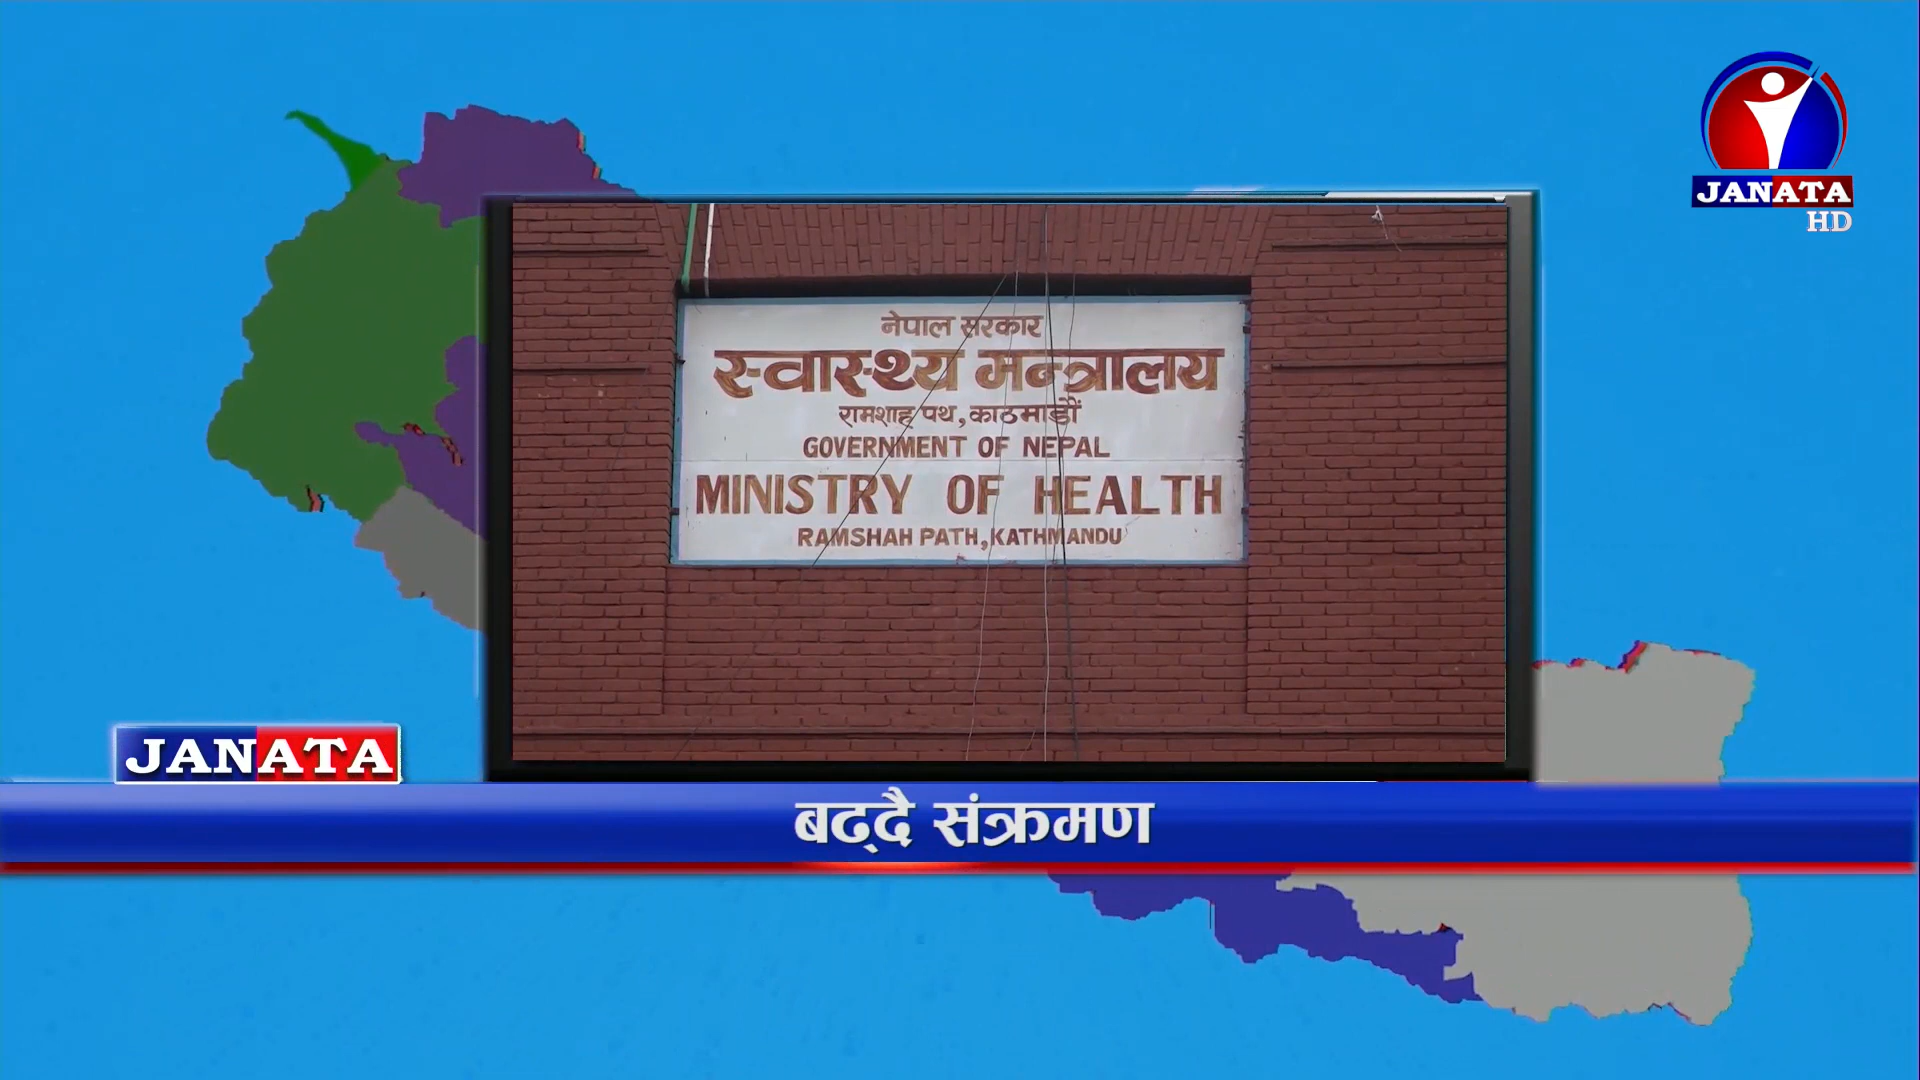 JANATA
HD
नेपाल सरकार
स्वास्थ्य मन्त्रालय
रामशाह पथ, काठमाडौं
GOVERNMENT OF NEPAL
MINISTRY OF HEALTH
RAMSHAH PATH, KATHMANDU
JANATA
बढ्दै संक्रमण